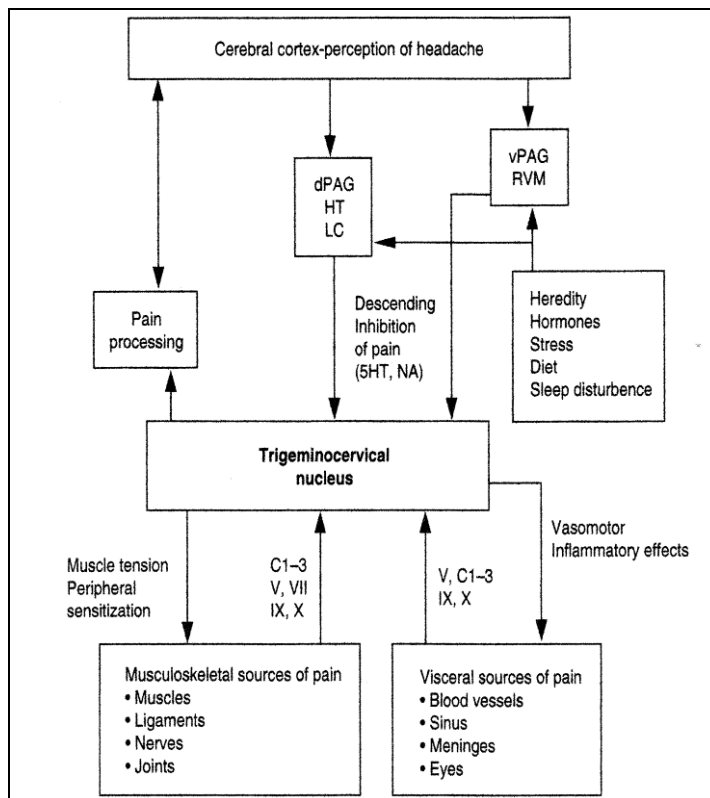 Cerebral cortex-perception of headache
vPAG
RVM
dPAG
HT
LC
Pain
processing
Descending
Inhibition
of pain
(5HT, NA)
Heredity
Hormones
Stress
Diet
Sleep disturbence
Trigeminocervical
nucleus
Muscle tension
Peripheral
sensitization
C1–3
V, VII
IX, X
V, C1–3
IX, X
Vasomotor
Inflammatory effects
Musculoskeletal sources of pain
• Muscles
• Ligaments
• Nerves
• Joints
Visceral sources of pain
• Blood vessels
• Sinus
• Meninges
• Eyes